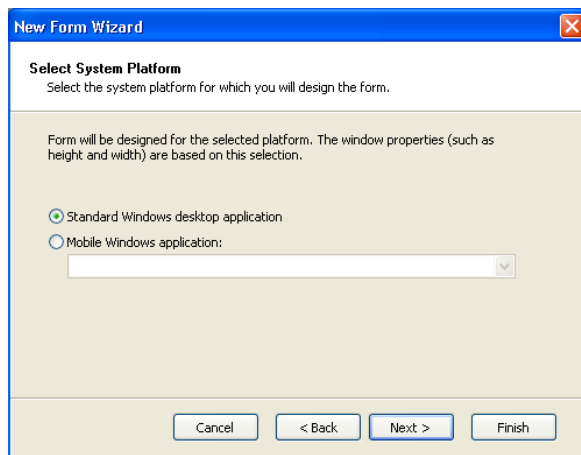 New Form Wizard
Select System Platform
Select the system platform for which you will design the form.
Form will be designed for the selected platform. The window properties (such as
height and width) are based on this selection.
Standard Windows desktop application
Mobile Windows application:
Cancel
< Back
Next >
Finish